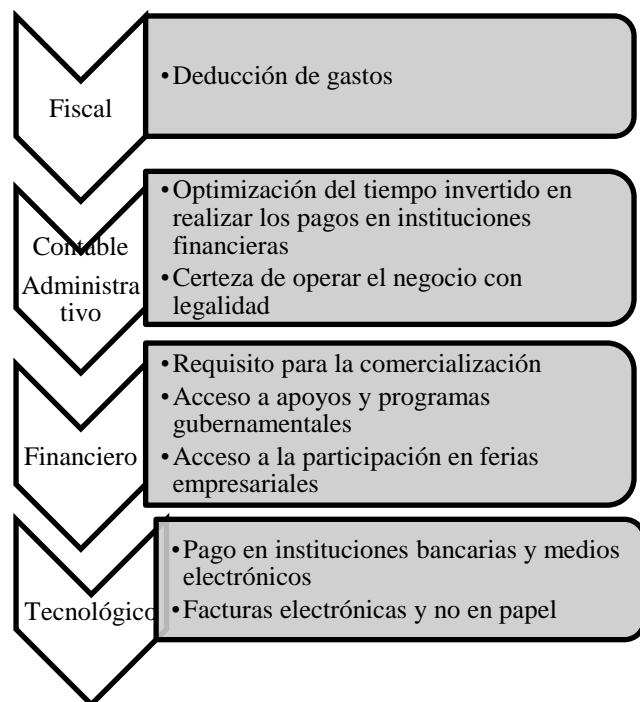 Fiscal
•Deducción de gastos
Contable
Administra
tivo
•Optimización del tiempo invertido en
realizar los pagos en instituciones
financieras
•Certeza de operar el negocio con
legalidad
Financiero
•Requisito para la comercialización
•Acceso a apoyos y programas
gubernamentales
•Acceso a la participación en ferias
empresariales
Tecnológico
•Pago en instituciones bancarias y medios
electrónicos
•Facturas electrónicas y no en papel